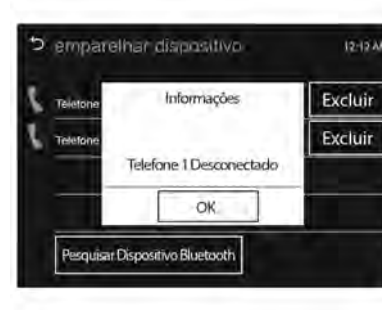 emparelhar dispositivo 12:12 AM
Telefone
Informações
Excluir
Telefone
Excluir
Telefone 1 Desconectado
OK
Pesquisar Dispositivo Bluetooth